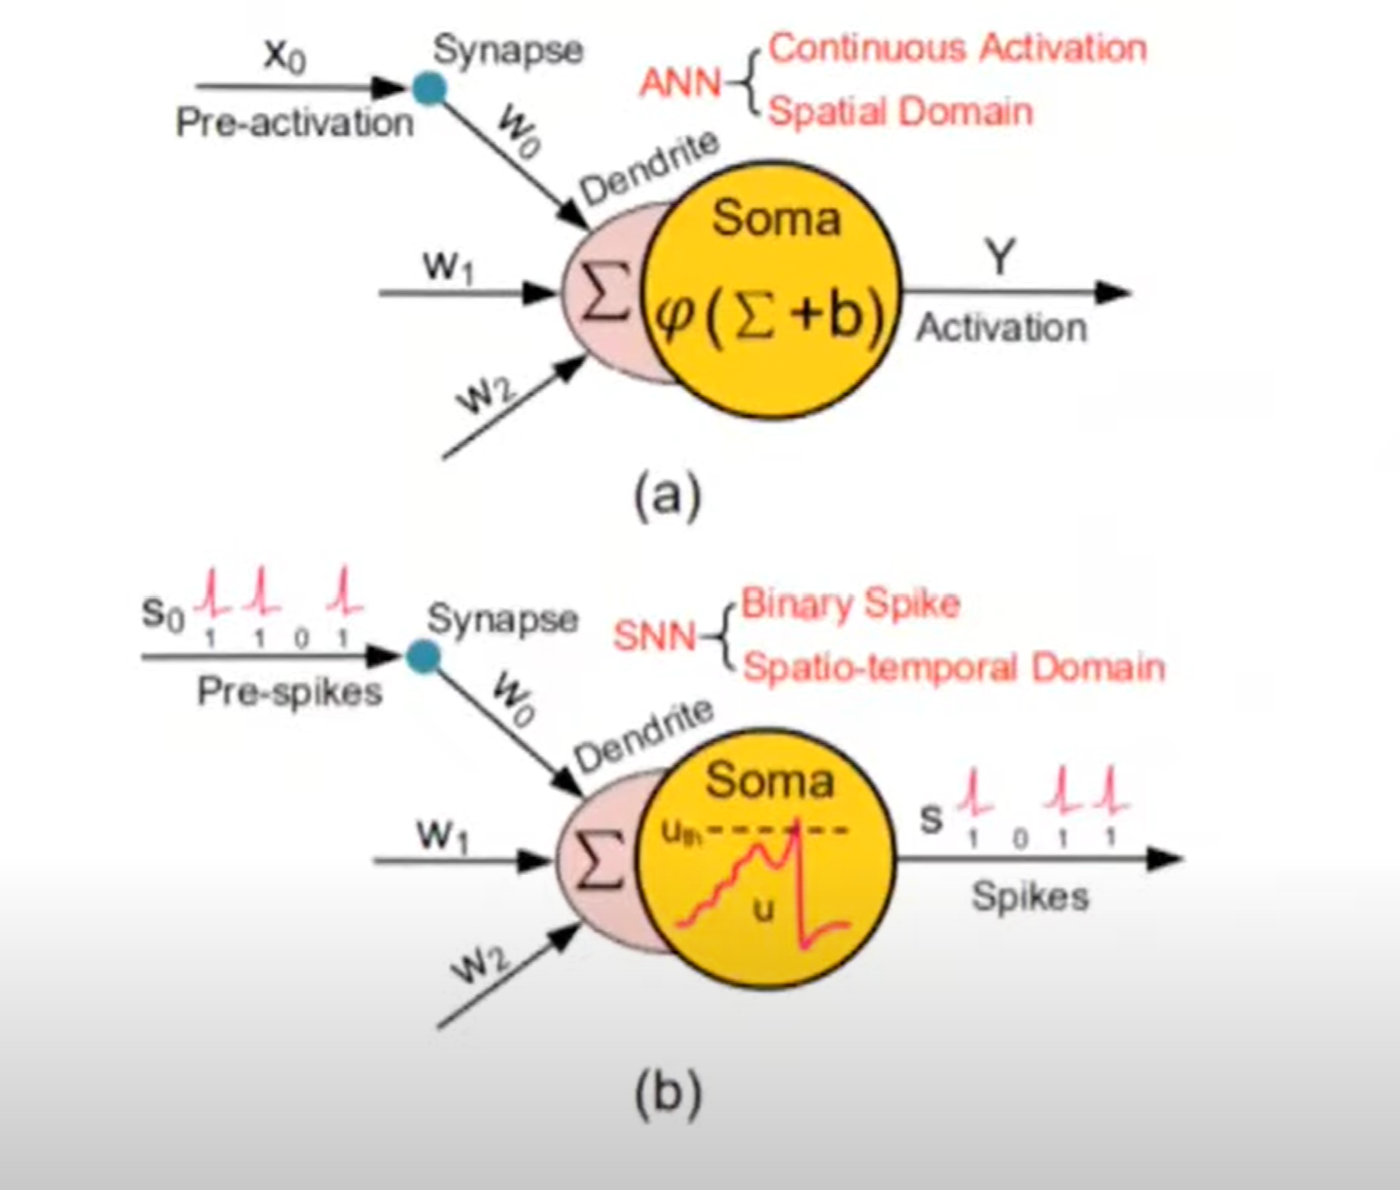 X0
Synapse
Pre-activation
W0
ANN
Continuous Activation
Spatial Domain
Dendrite
Soma
W1
Σ
φ(Σ+b)
Y
Activation
W2
(a)
S0
1 1 0 1
Pre-spikes
Synapse
W0
SNN
Binary Spike
Spatio-temporal Domain
Dendrite
Soma
uth
W1
Σ
u
S
1 0 1 1
Spikes
W2
(b)